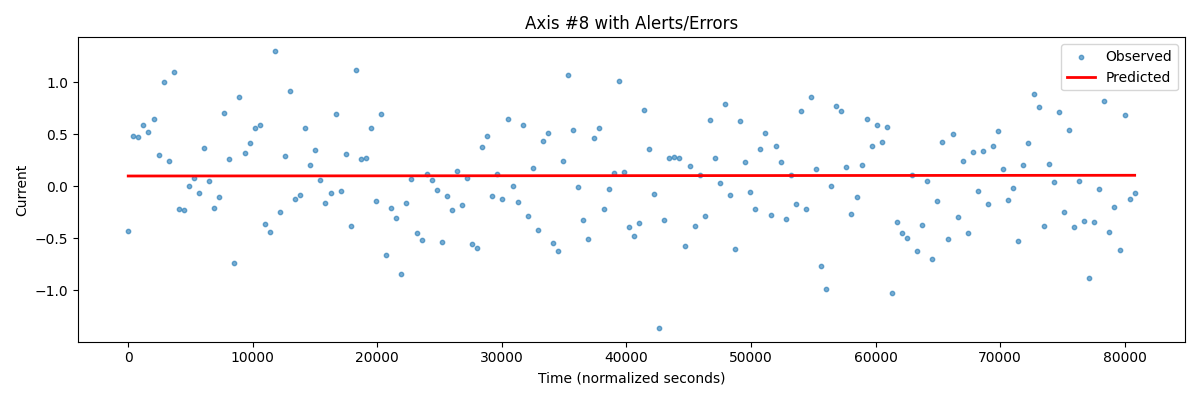 Axis #8 with Alerts/Errors
Observed
Predicted
Current
1.0
0.5
0.0
−0.5
−1.0
0 10000 20000 30000 40000 50000 60000 70000 80000
Time (normalized seconds)